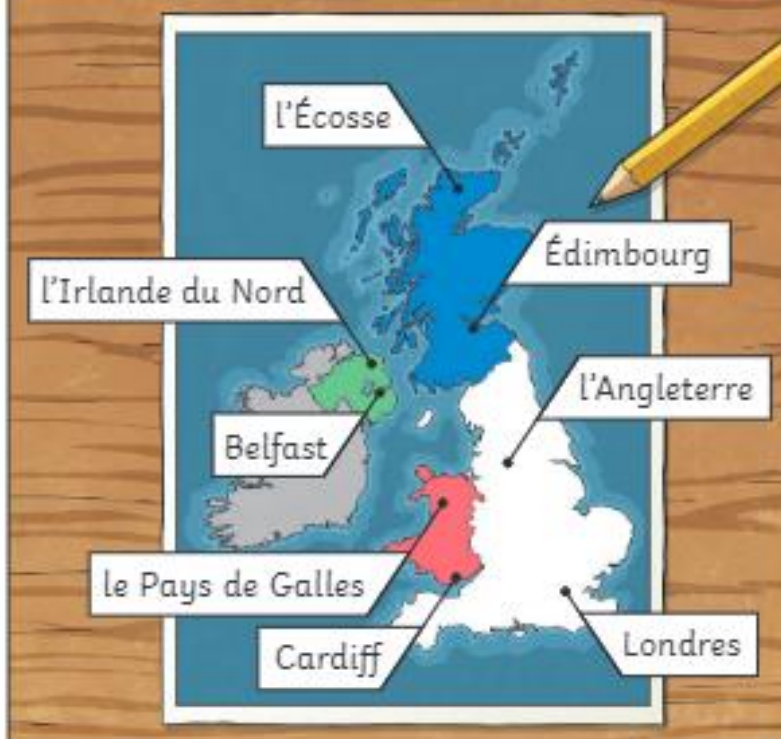 l'Écosse
Édimbourg
l'Irlande du Nord
l'Angleterre
Belfast
le Pays de Galles
Cardiff
Londres